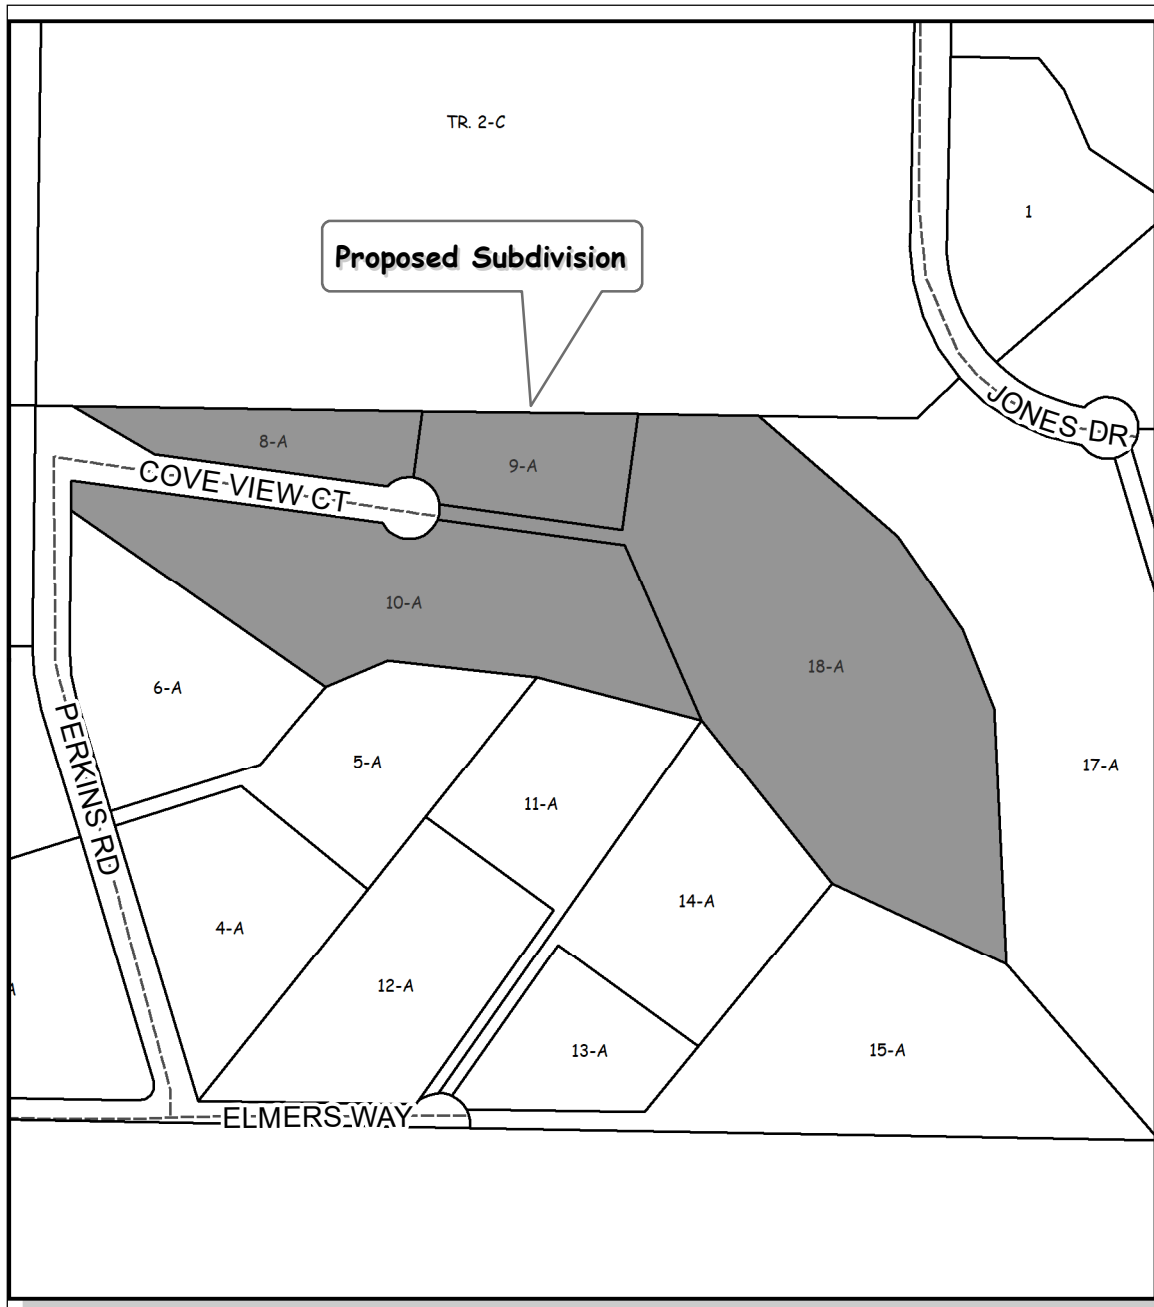 TR. 2-C
1
Proposed Subdivision
JONES DR
8-A
9-A
COVE VIEW CT
10-A
18-A
6-A
PERKINS RD
5-A
17-A
11-A
14-A
4-A
12-A
A
13-A
15-A
ELMERS WAY